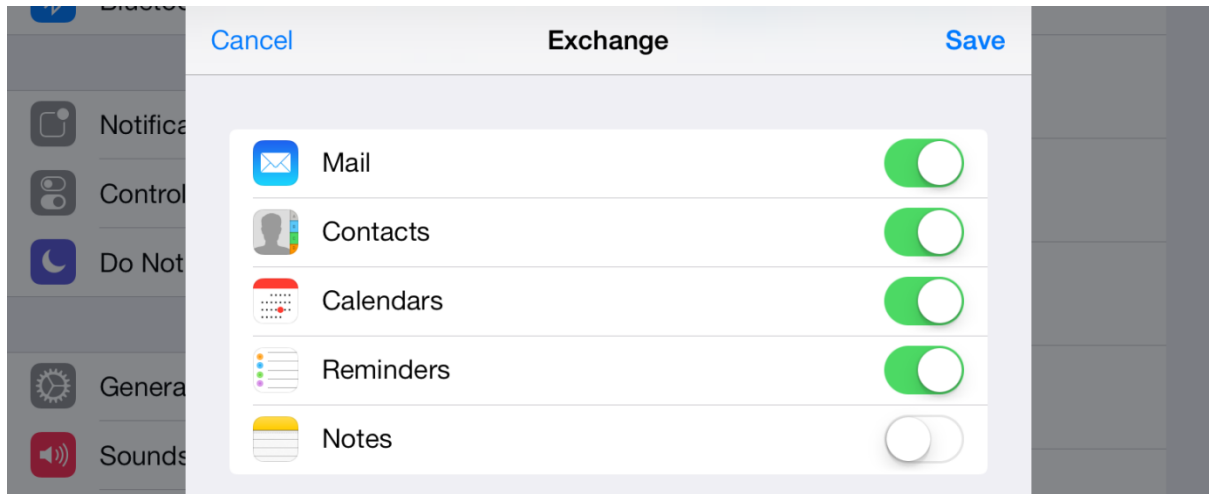 Cancel Exchange Save
Notifica
Mail
Control
Contacts
Do Not
Calendars
Reminders
Genera
Notes
Sounds